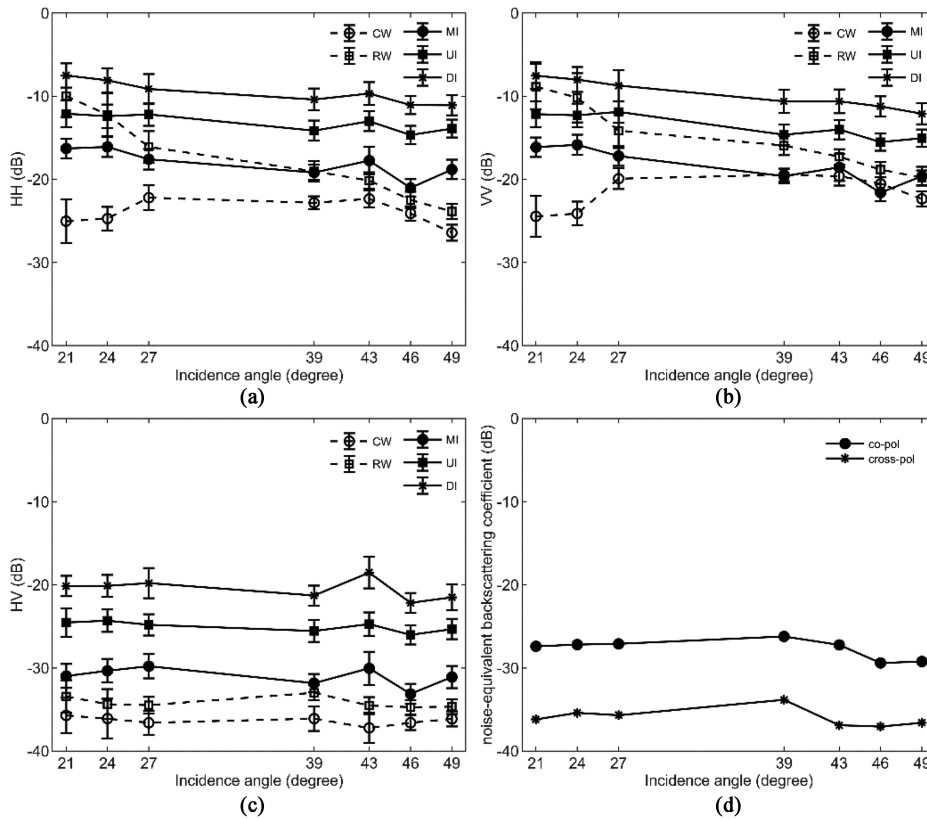 0
-10
-20
-30
-40
HH (dB)
CW
RW
MI
UI
DI
21 24 27 39 43 46 49
Incidence angle (degree)
(a)
0
-10
-20
-30
-40
VV (dB)
CW
RW
MI
UI
DI
21 24 27 39 43 46 49
Incidence angle (degree)
(b)
0
-10
-20
-30
-40
HV (dB)
CW
RW
MI
UI
DI
21 24 27 39 43 46 49
Incidence angle (degree)
(c)
0
-10
-20
-30
-40
noise-equivalent backscattering coefficient (dB)
co-pol
cross-pol
21 24 27 39 43 46 49
Incidence angle (degree)
(d)